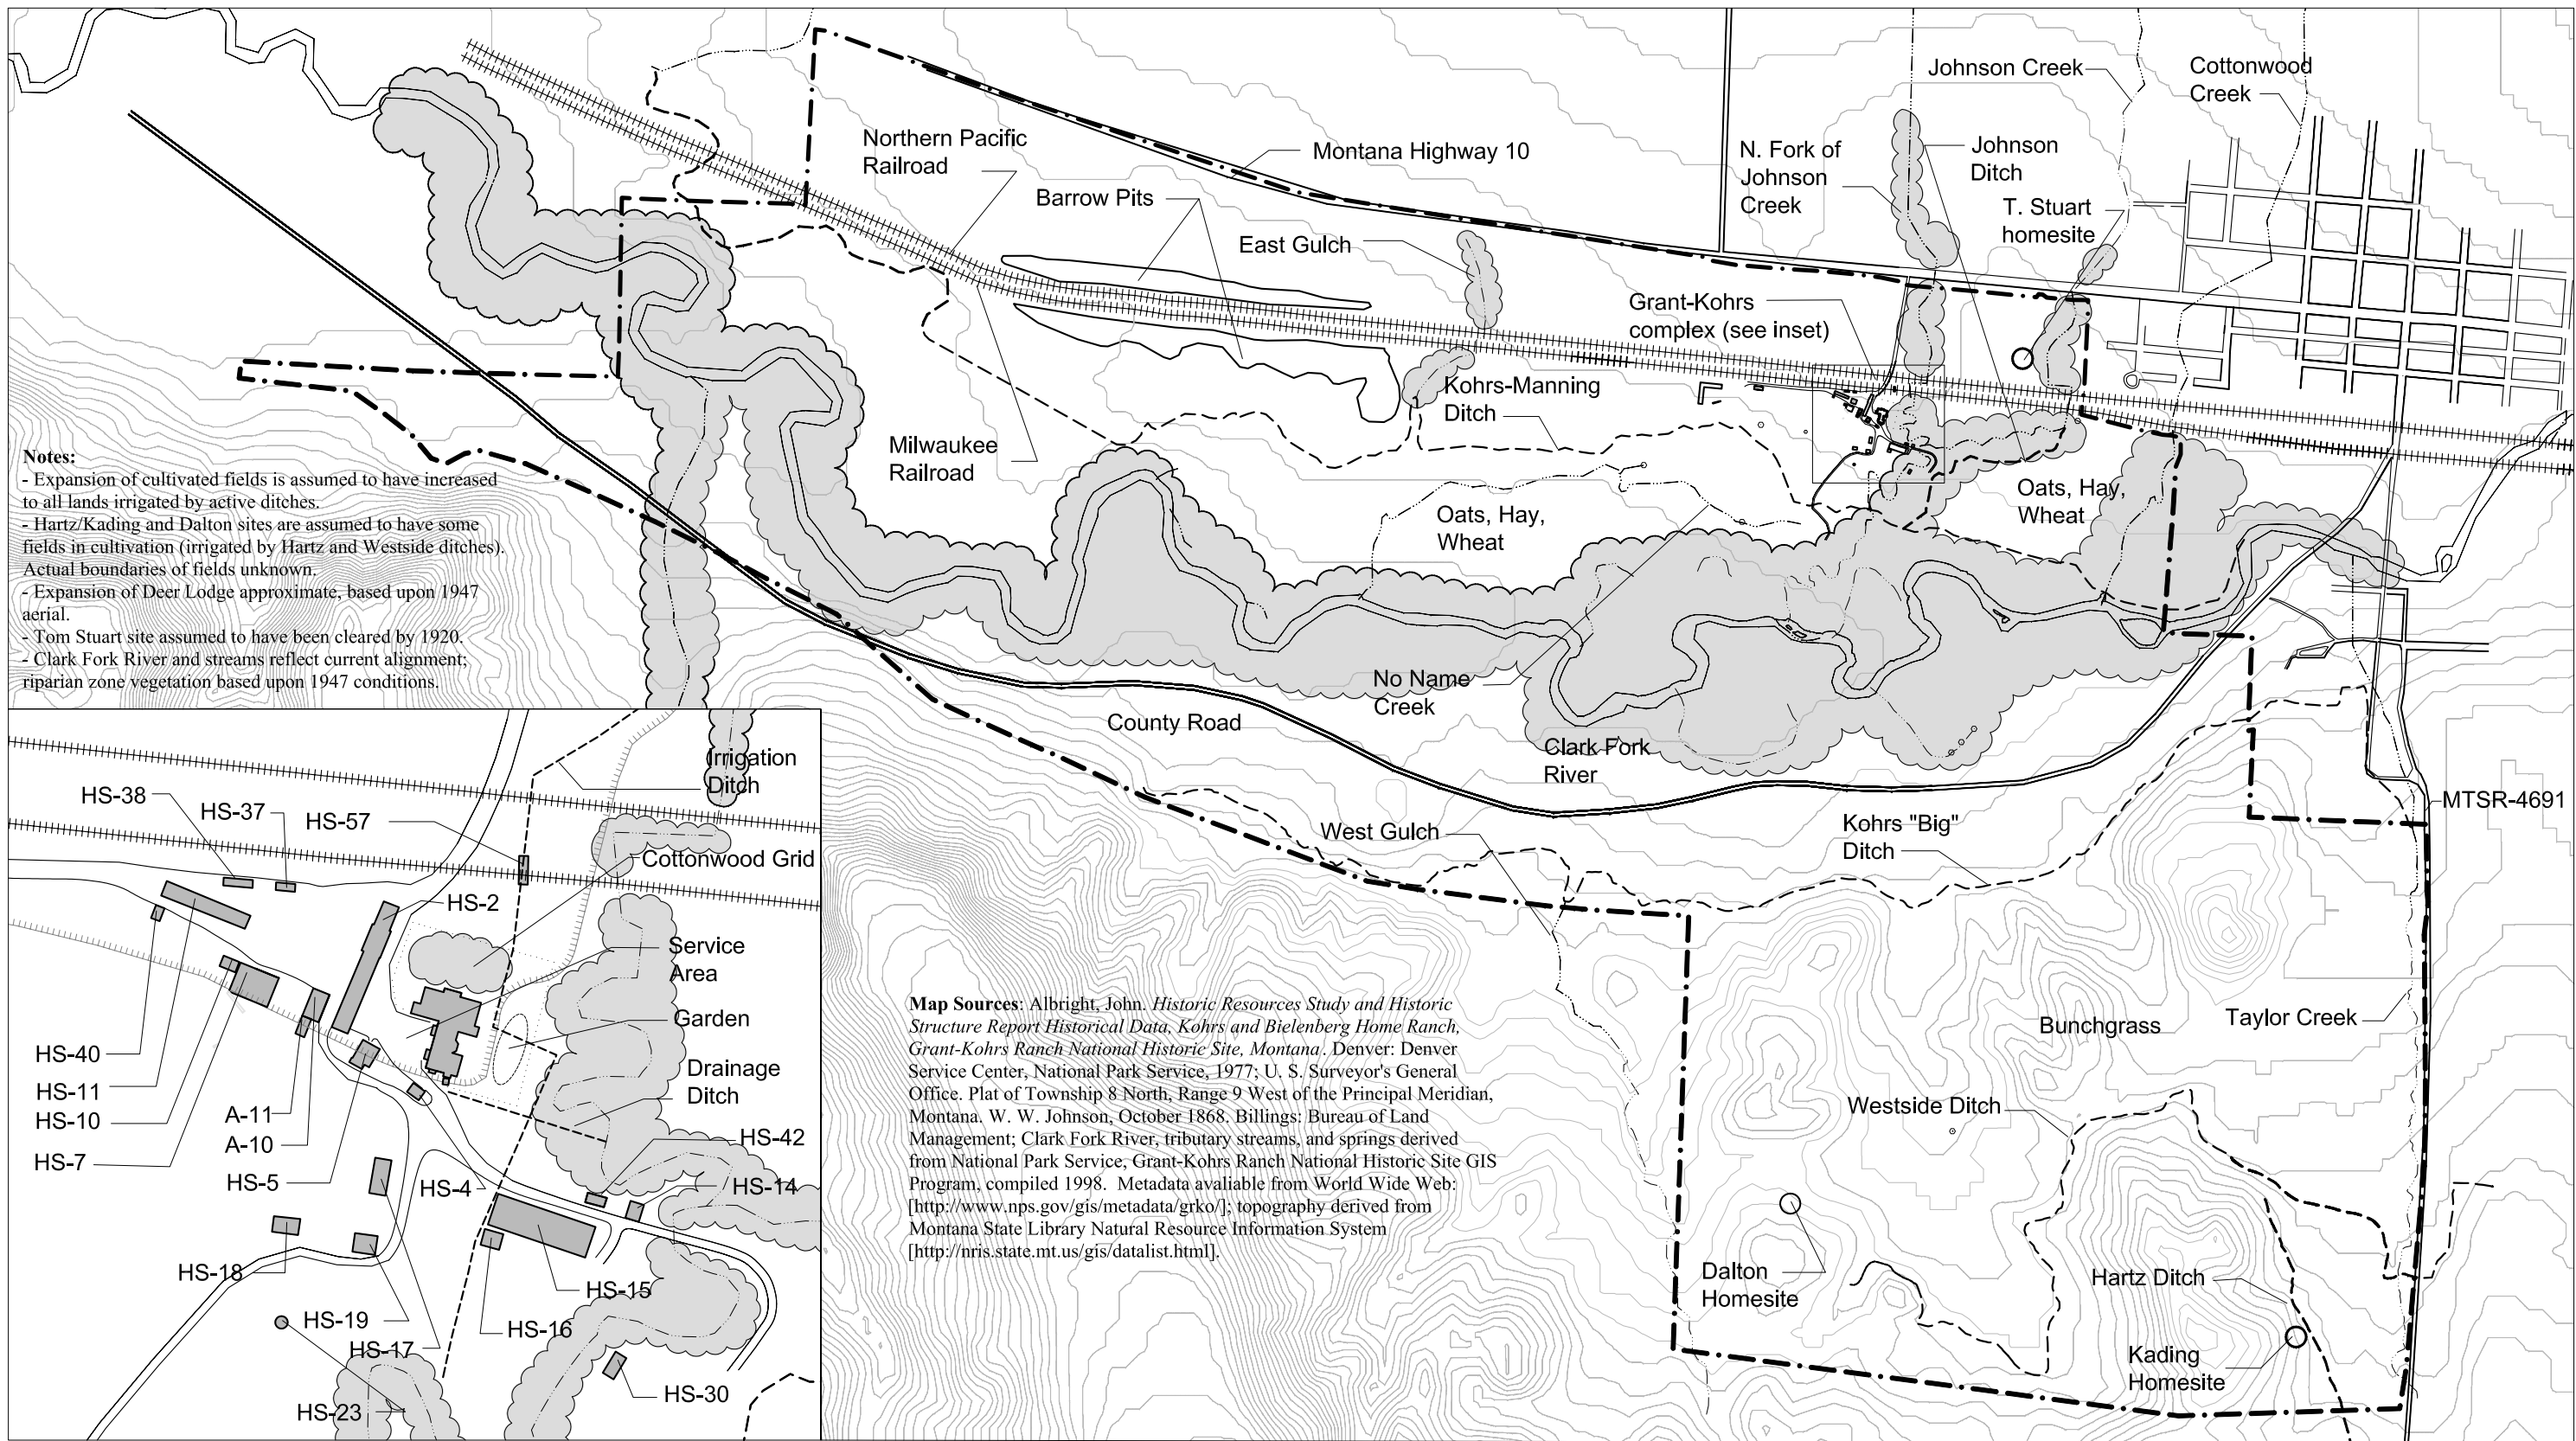 Johnson Creek
Cottonwood
Creek
Northern Pacific
Railroad
Montana Highway 10
N. Fork of
Johnson
Creek
Johnson
Ditch
Barrow Pits
T. Stuart
homesite
East Gulch
Grant-Kohrs
complex (see inset)
Kohrs-Manning
Ditch
Milwaukee
Railroad
Oats, Hay,
Wheat
Oats, Hay,
Wheat
Notes:
- Expansion of cultivated fields is assumed to have increased
to all lands irrigated by active ditches.
- Hartz/Kading and Dalton sites are assumed to have some
fields in cultivation (irrigated by Hartz and Westside ditches).
Actual boundaries of fields unknown.
- Expansion of Deer Lodge approximate, based upon 1947
aerial.
- Tom Stuart site assumed to have been cleared by 1920.
- Clark Fork River and streams reflect current alignment;
riparian zone vegetation based upon 1947 conditions.
No Name
Creek
County Road
Clark Fork
River
West Gulch
Kohrs "Big"
Ditch
MTSR-4691
Bunchgrass
Taylor Creek
Westside Ditch
Dalton
Homesite
Hartz Ditch
Kading
Homesite
Irrigation
Ditch
HS-38
HS-37
HS-57
Cottonwood Grid
HS-2
Service
Area
Garden
HS-40
Drainage
Ditch
HS-11
HS-10
A-11
A-10
HS-42
HS-7
HS-5
HS-4
HS-14
HS-18
HS-15
HS-19
HS-16
HS-17
HS-30
HS-23
Map Sources: Albright, John. Historic Resources Study and Historic
Structure Report Historical Data, Kohrs and Bielenberg Home Ranch,
Grant-Kohrs Ranch National Historic Site, Montana. Denver: Denver
Service Center, National Park Service, 1977; U. S. Surveyor's General
Office. Plat of Township 8 North, Range 9 West of the Principal Meridian,
Montana. W. W. Johnson, October 1868. Billings: Bureau of Land
Management; Clark Fork River, tributary streams, and springs derived
from National Park Service, Grant-Kohrs Ranch National Historic Site GIS
Program, compiled 1998. Metadata avaliable from World Wide Web:
[http://www.nps.gov/gis/metadata/grko/]; topography derived from
Montana State Library Natural Resource Information System
[http://nris.state.mt.us/gis/datalist.html].